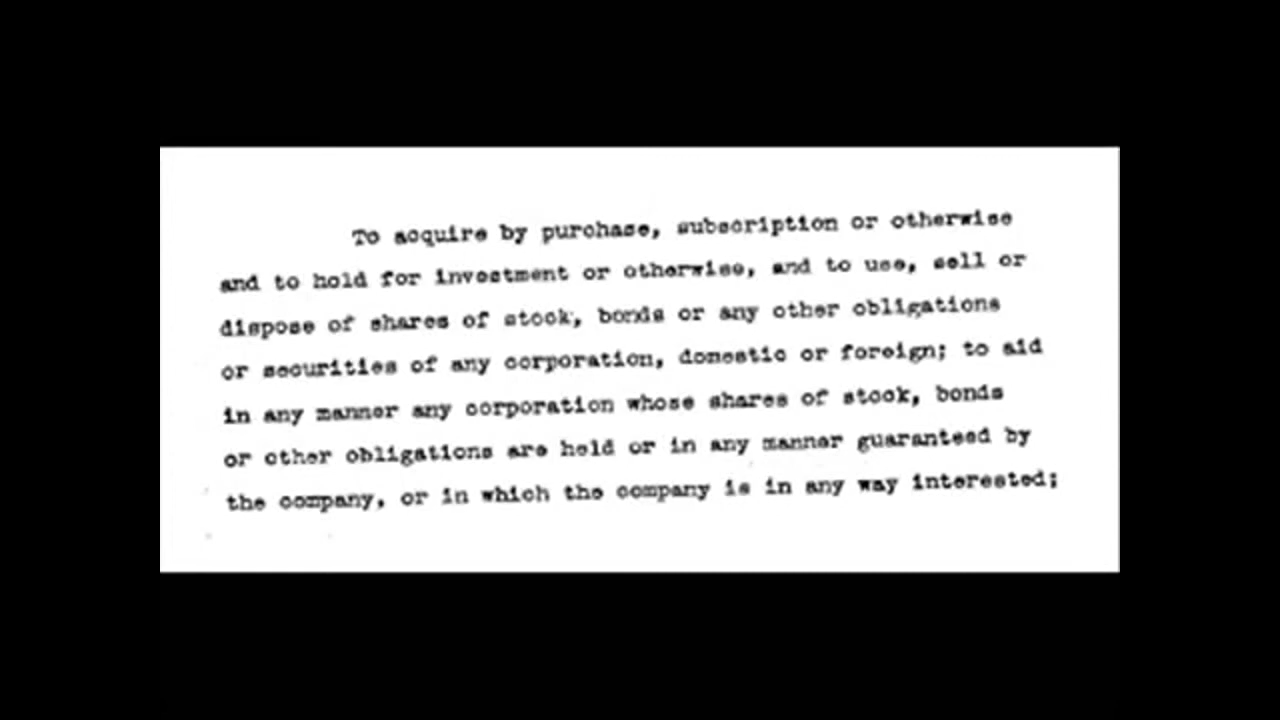 To acquire by purchase, subscription or otherwise
and to hold for investment or otherwise, and to use, sell or
dispose of shares of stock, bonds or any other obligations
or securities of any corporation, domestic or foreign; to aid
in any manner any corporation whose shares of stock, bonds
or other obligations are held or in any manner guaranteed by
the company, or in which the company is in any way interested;